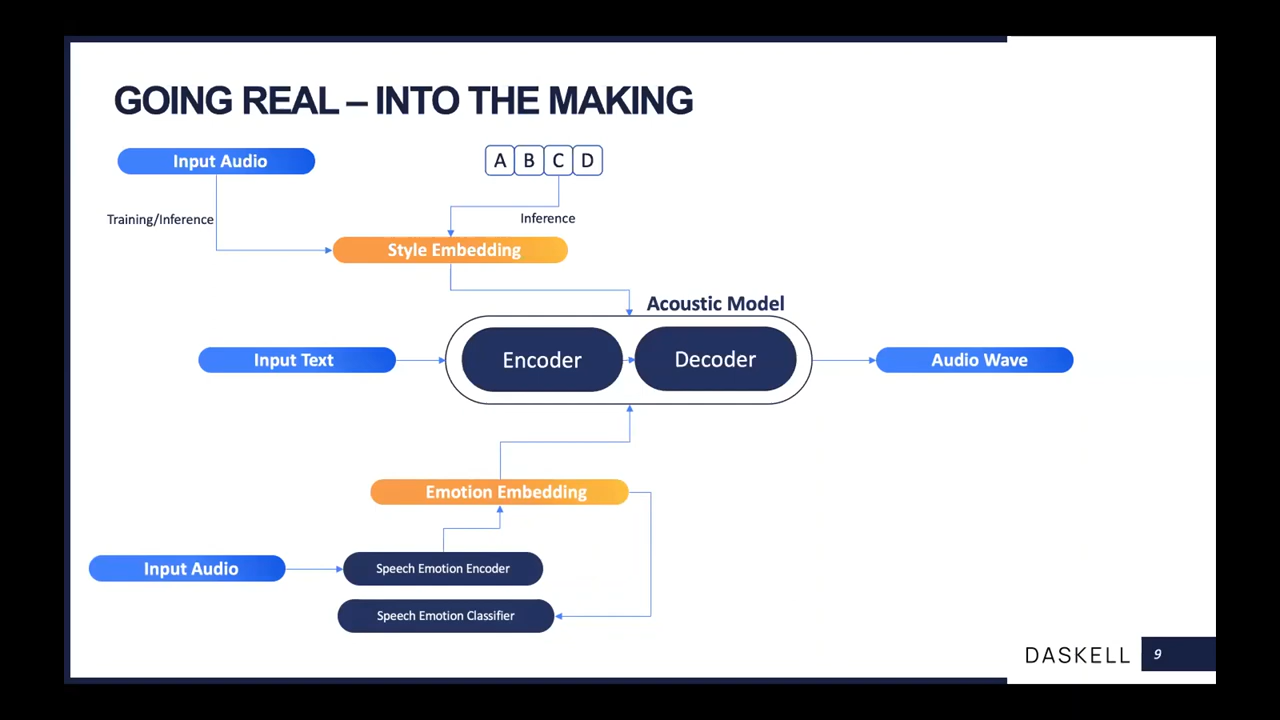 GOING REAL – INTO THE MAKING
Input Audio
A B C D
Training/Inference
Inference
Style Embedding
Acoustic Model
Input Text
Encoder
Decoder
Audio Wave
Emotion Embedding
Input Audio
Speech Emotion Encoder
Speech Emotion Classifier
DASKELL
9